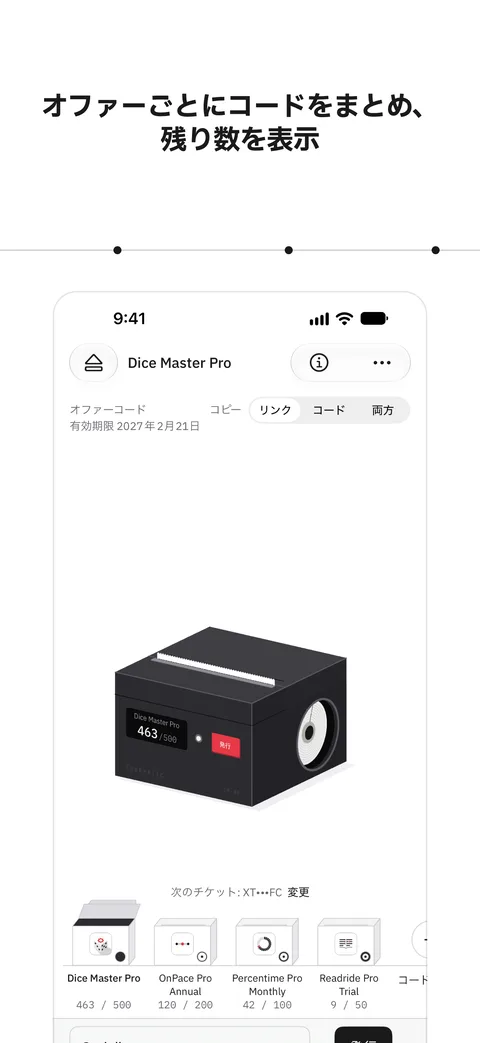 オファーごとにコードをまとめ、
残り数を表示
9:41
Dice Master Pro
オファーコード
有効期限 2027年2月21日
コピー リンク コード 両方
Dice Master Pro
463/500
発行
次のチケット: XT•••FC 変更
Dice Master Pro
463 / 500
OnPace Pro
Annual
120 / 200
Percentime Pro
Monthly
42 / 100
Readride Pro
Trial
9 / 50
コード